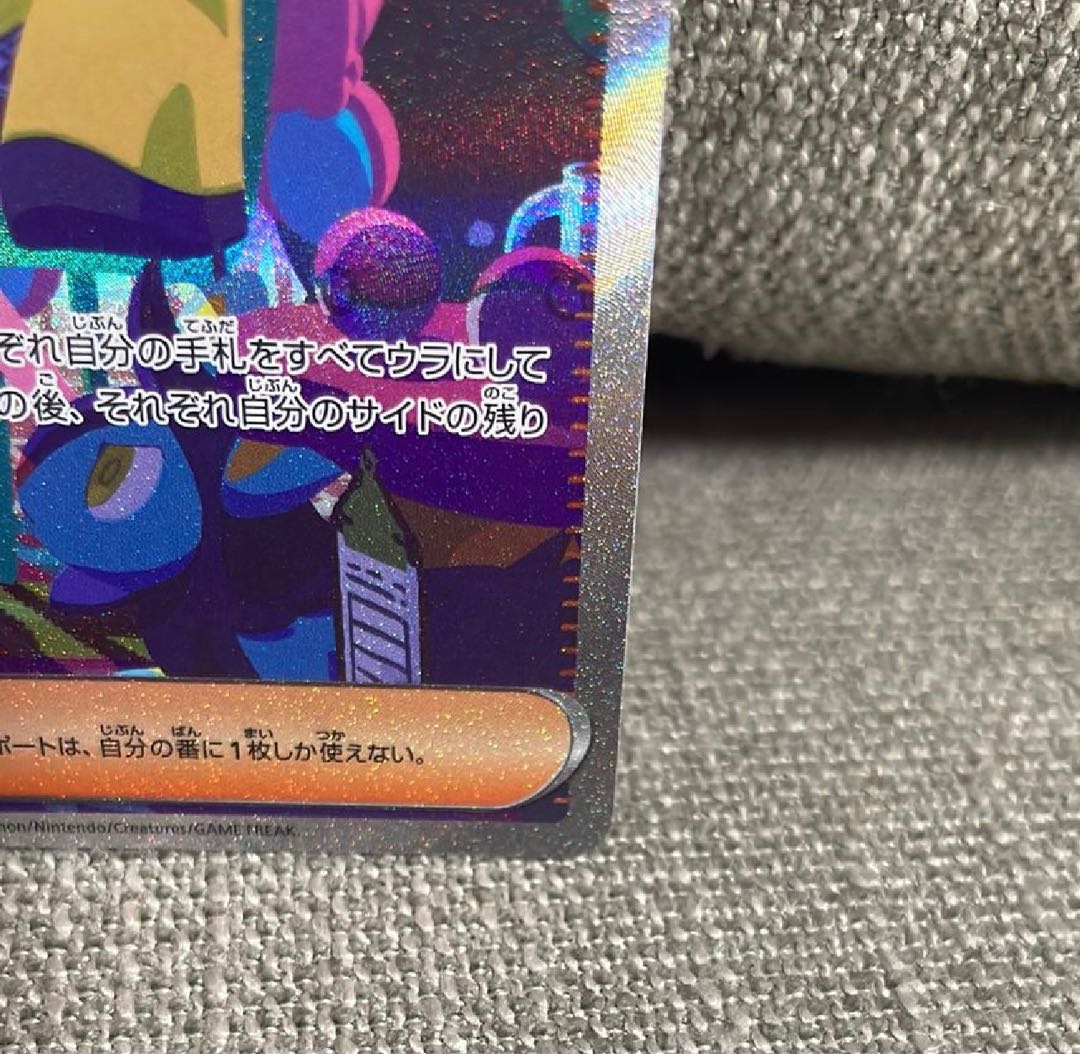 ぞれ自分の手札をすべてウラにして
の後、それぞれ自分のサイドの残り
ポートは、自分の番に1枚しか使えない。
mon/Nintendo/Creatures/GAME FREAK.